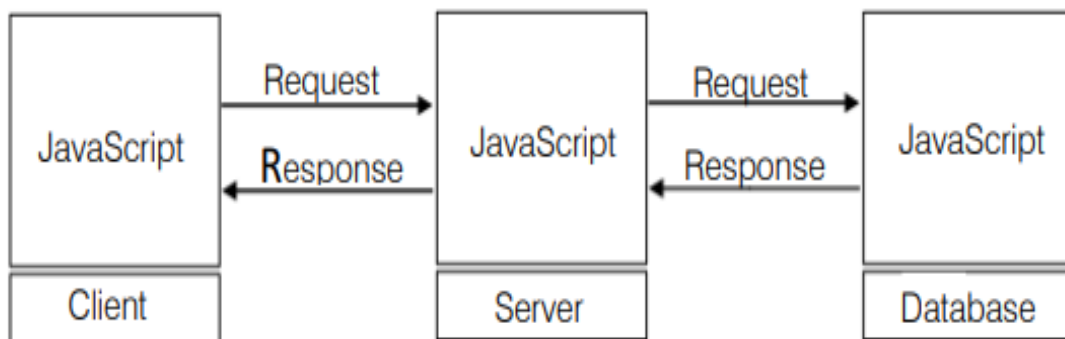 Request
Request
JavaScript
JavaScript
JavaScript
Response
Response
Client
Server
Database